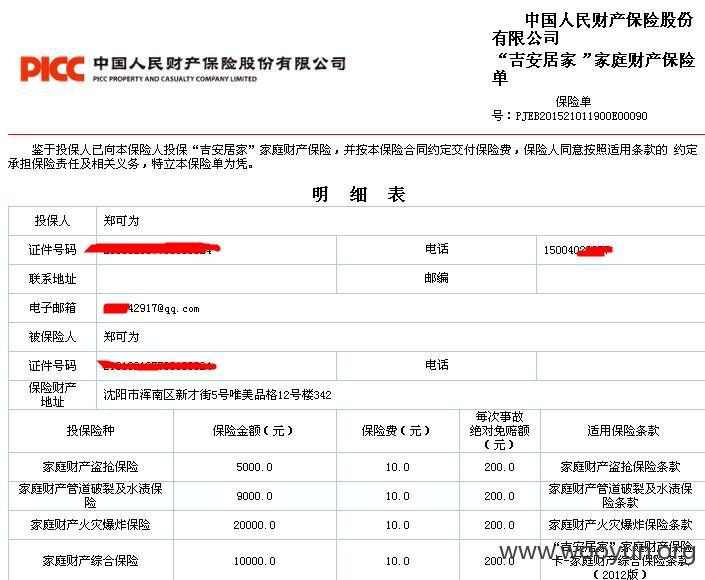 中国人民财产保险股份
有限公司
“吉安居家 ”家庭财产保险
单
PICC 中国人民财产保险股份有限公司
PICC PROPERTY AND CASUALTY COMPANY LIMITED
保险单
号：PJEB201521011900E00090
鉴于投保人已向本保险人投保“吉安居家”家庭财产保险，并按本保险合同约定交付保险费，保险人同意按照适用条款的 约定
承担保险责任及相关义务，特立本保险单为凭。
明 细 表
投保人 郑可为
证件号码 电话 15004
联系地址 邮编
电子邮箱 42917@qq.com
被保险人 郑可为
证件号码 电话
保险财产
地址
沈阳市浑南区新才街5号唯美品格12号楼342
投保险种 保险金额（元） 保险费（元） 每次事故
绝对免赔额
（元） 适用保险条款
家庭财产盗抢保险 5000.0 10.0 200.0 家庭财产盗抢保险条款
家庭财产管道破裂及水渍保
险 9000.0 10.0 200.0 家庭财产管道破裂及水渍保
险条款
家庭财产火灾爆炸保险 20000.0 10.0 200.0 家庭财产火灾爆炸保险条款
家庭财产综合保险 10000.0 10.0 200.0 “吉安居家”家庭财产保险
卡-家庭财产综合保险条款
（2012版）
www.wooyun.org